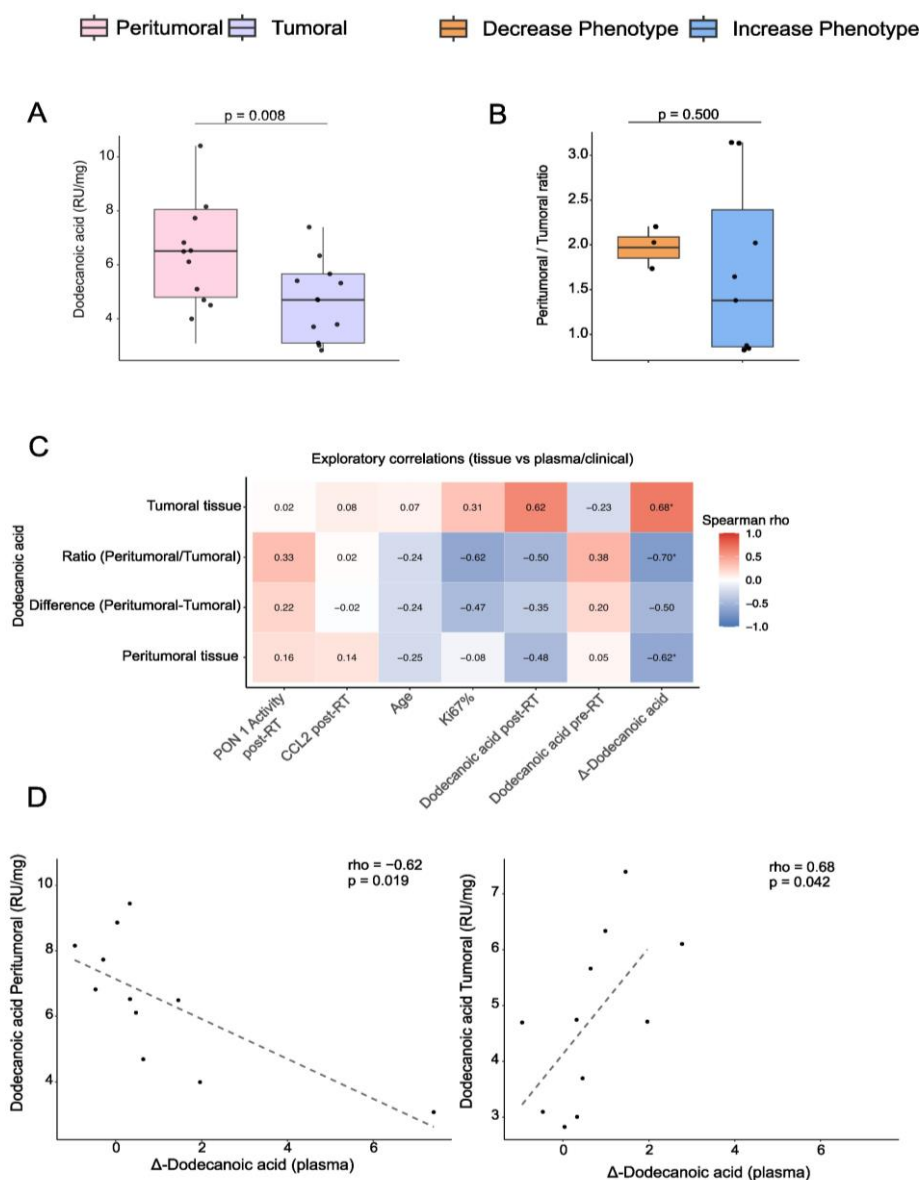 Peritumoral Tumoral Decrease Phenotype Increase Phenotype
A
p = 0.008
Dodecanoic acid (RU/mg)
10
8
6
4
B
p = 0.500
Peritumoral / Tumoral ratio
3.0
2.5
2.0
1.5
1.0
C
Exploratory correlations (tissue vs plasma/clinical)
Dodecanoic acid
Tumoral tissue 0.02 0.08 0.07 0.31 0.62 −0.23 0.68*
Ratio (Peritumoral/Tumoral) 0.33 0.02 −0.24 −0.62 −0.50 0.38 −0.70*
Difference (Peritumoral-Tumoral) 0.22 −0.02 −0.24 −0.47 −0.35 0.20 −0.50
Peritumoral tissue 0.16 0.14 −0.25 −0.08 −0.48 0.05 −0.62*
PON 1 Activity
post-RT
CCL2 post-RT
Age
Ki67%
Dodecanoic acid post-RT
Dodecanoic acid pre-RT
Δ-Dodecanoic acid
Spearman rho
1.0
0.5
0.0
−0.5
−1.0
D
rho = −0.62
p = 0.019
Dodecanoic acid Peritumoral (RU/mg)
10
8
6
4
0 2 4 6
Δ-Dodecanoic acid (plasma)
rho = 0.68
p = 0.042
Dodecanoic acid Tumoral (RU/mg)
7
6
5
4
3
0 2 4 6
Δ-Dodecanoic acid (plasma)